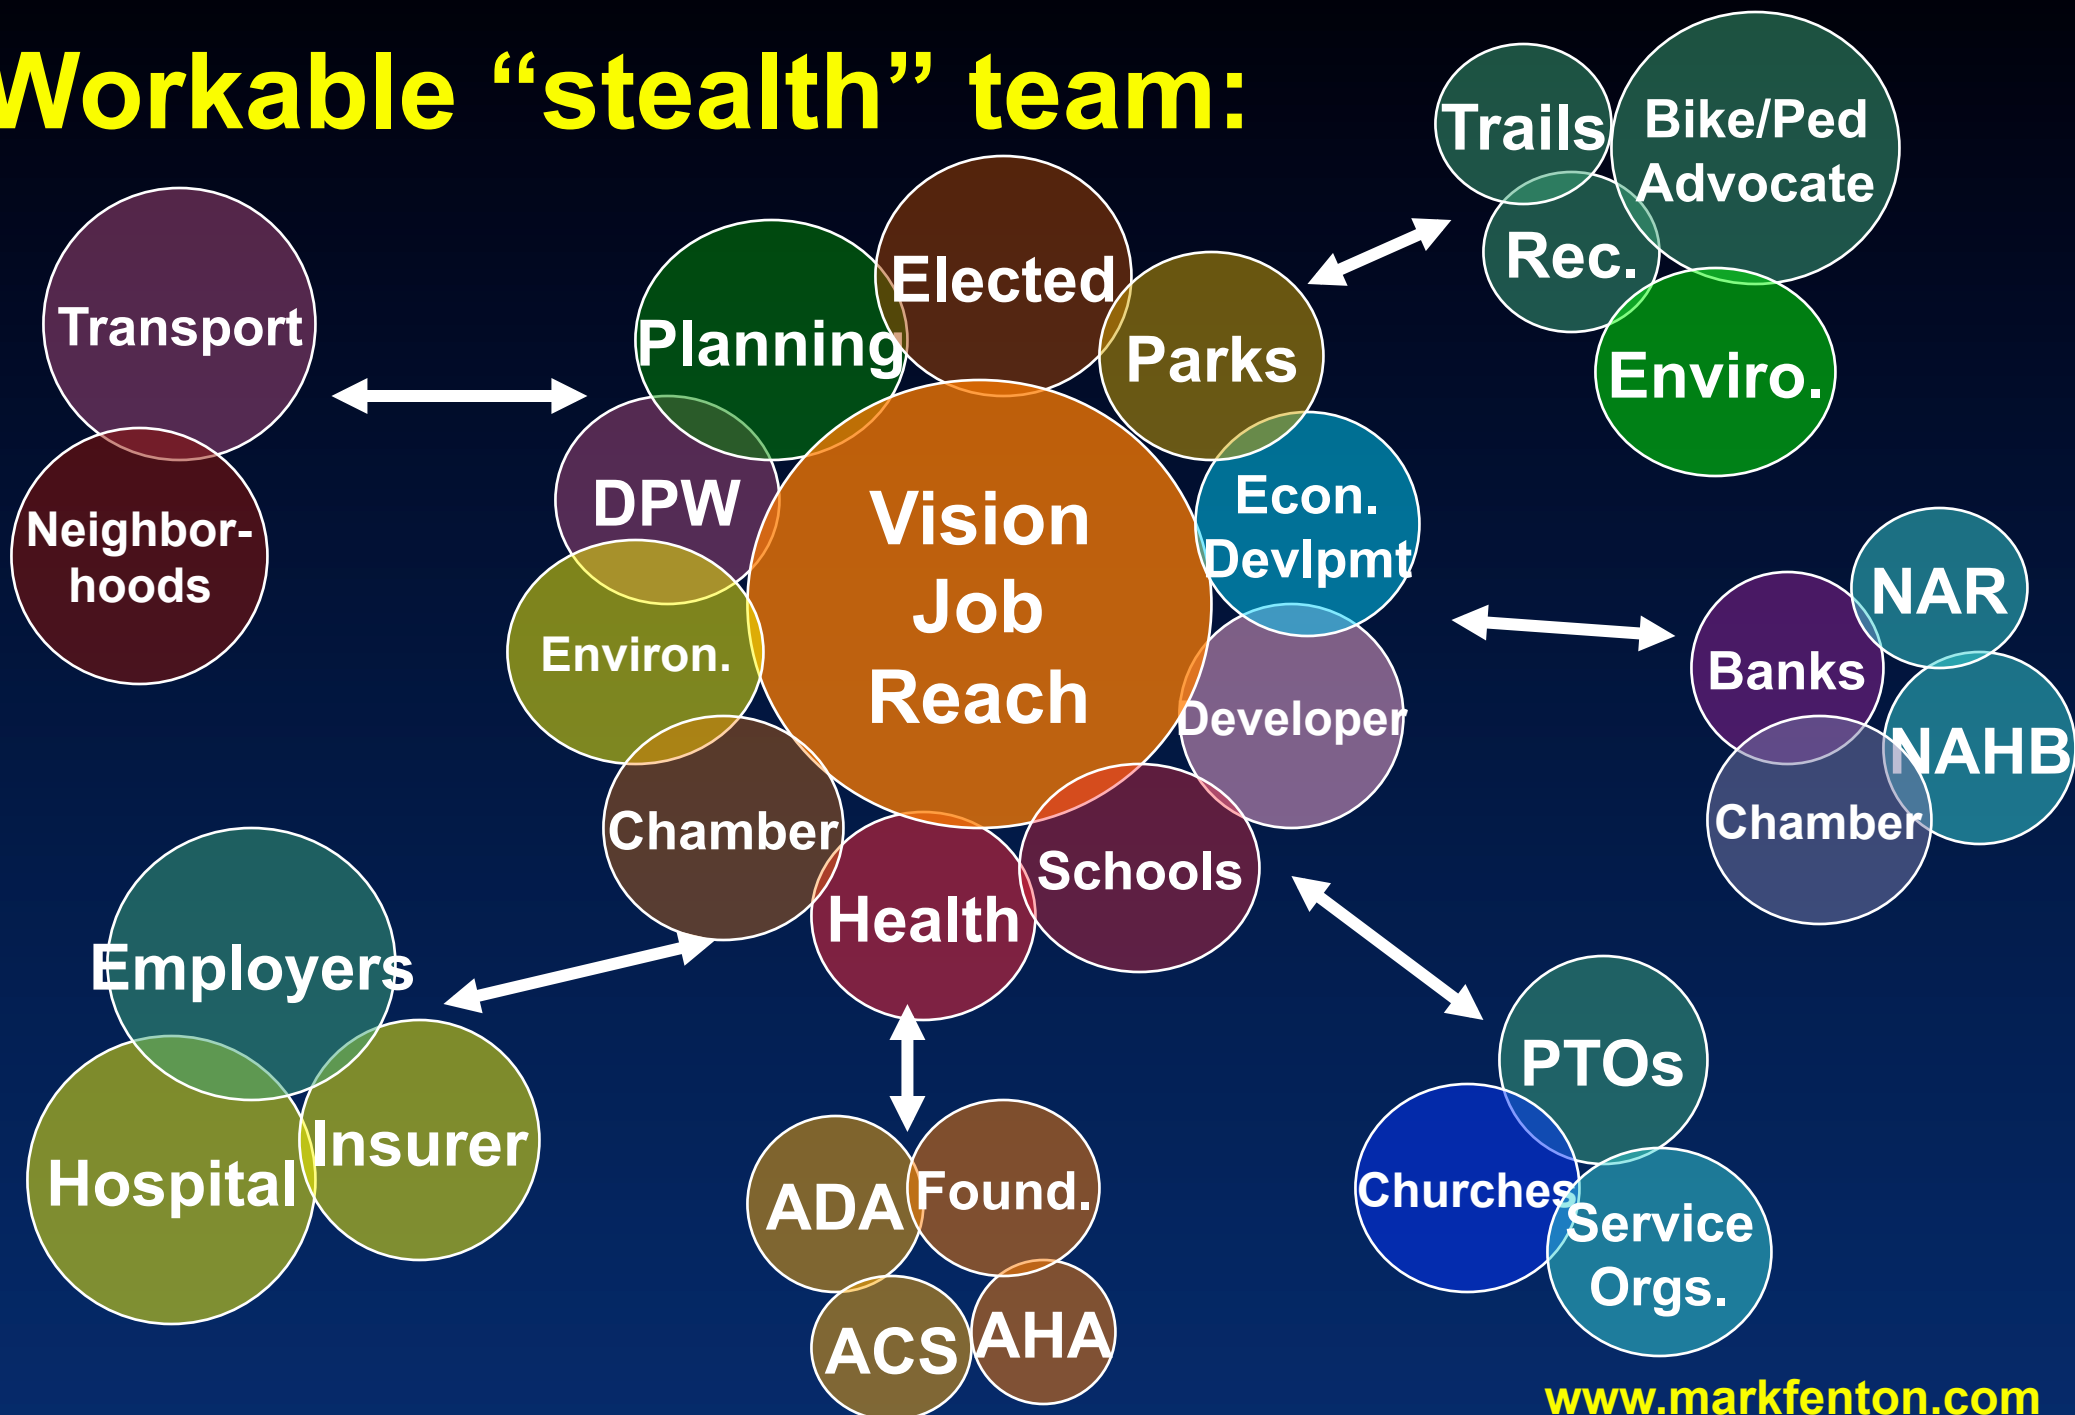 Workable “stealth” team:
Trails
Bike/Ped
Advocate
Rec.
Enviro.
Transport
Neighbor-
hoods
Elected
Planning
Parks
DPW
Econ.
Devlpmt
Environ.
Vision
Job
Reach
Developer
Chamber
Schools
Health
NAR
Banks
NAHB
Chamber
Employers
Insurer
Hospital
ADA
Found.
ACS
AHA
PTOs
Churches
Service
Orgs.
www.markfenton.com